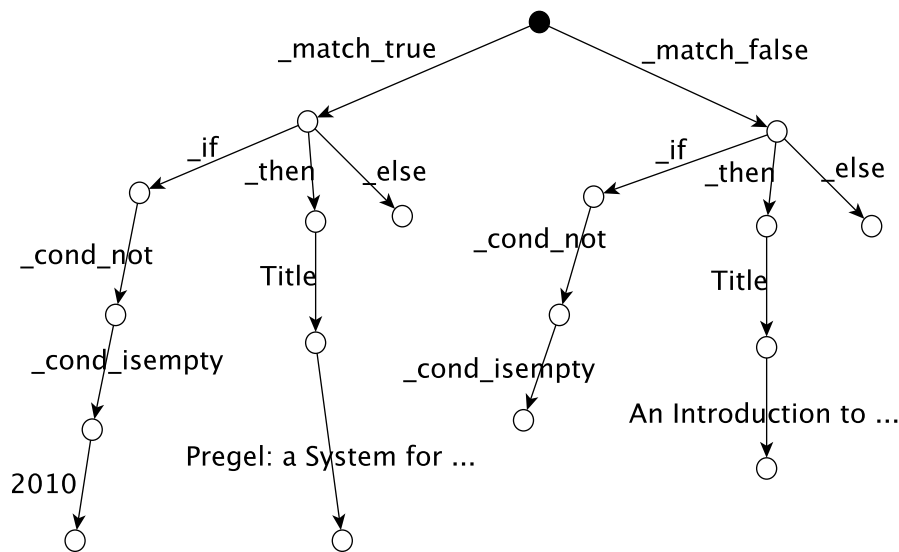 _match_true
_match_false
_if
_then
_else
_if
_then
_else
_cond_not
Title
_cond_not
Title
_cond_isempty
_cond_isempty
An Introduction to ...
Pregel: a System for ...
2010